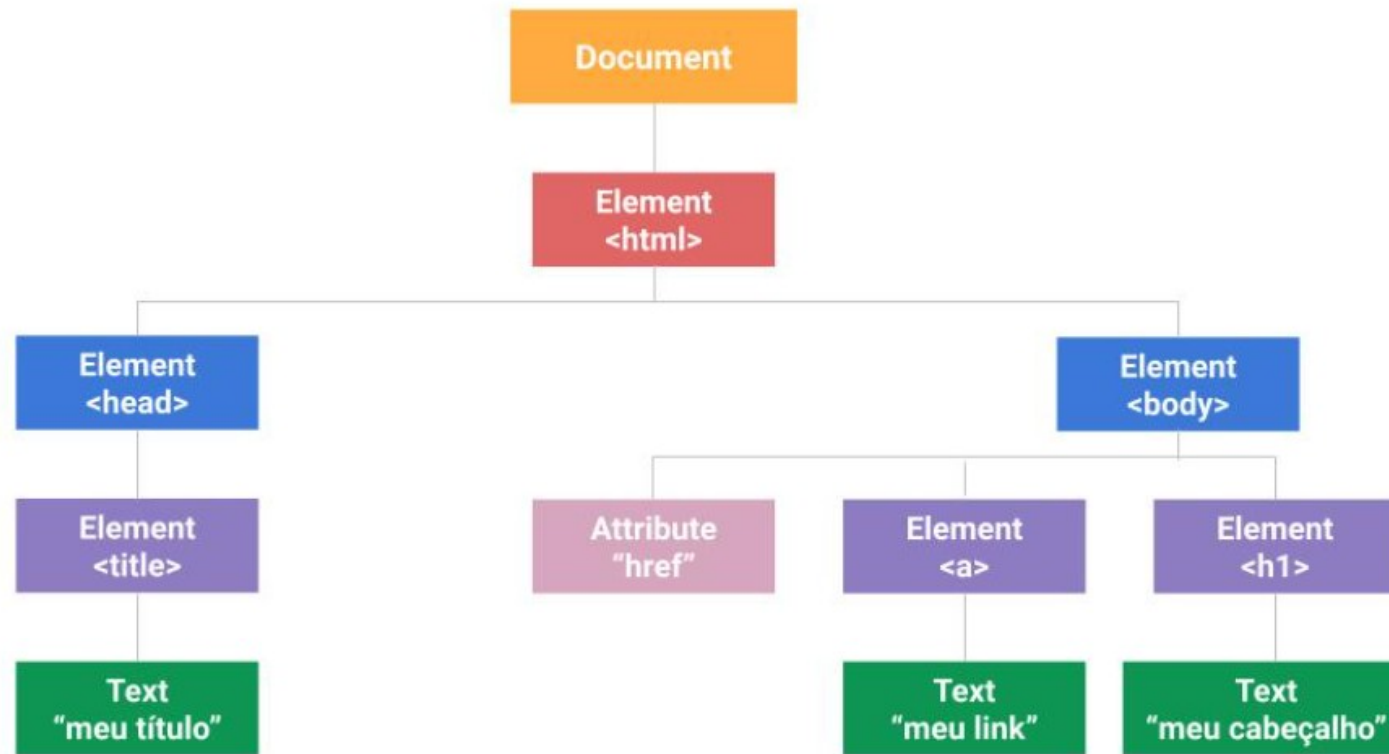 Document
Element
<html>
Element
<head>
Element
<body>
Element
<title>
Attribute
“href”
Element
<a>
Element
<h1>
Text
“meu título”
Text
“meu link”
Text
“meu cabeçalho”